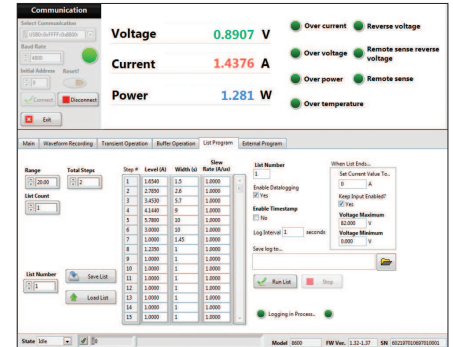 Communication
Select Communication
Baud Rate
4800
Initial Address Reset?
0
Connect Disconnect
Exit
Voltage 0.8907 V
Current 1.4376 A
Power 1.281 W
Over current Reverse voltage
Over voltage Remote sense reverse voltage
Over power Remote sense
Over temperature
Main Waveform Recording Transient Operation Buffer Operation List Program External Program
Range Total Steps
20.00 2
List Count
1
List Number
1
Save List
Load List
Step # Level (A) Width (s) Slew Rate (A/us)
1 1.6540 1.5 1.0000
2 2.7650 2.6 1.0000
3 3.4530 5.7 1.0000
4 4.1440 9 1.0000
5 5.7800 10 1.0000
6 3.0000 10 1.0000
7 1.0000 1.45 1.0000
8 1.2350 1 1.0000
9 1.0000 1 1.0000
10 1.0000 1 1.0000
11 1.0000 1 1.0000
12 1.0000 1 1.0000
13 1.0000 1 1.0000
14 1.0000 1 1.0000
15 1.0000 1 1.0000
List Number
1
Enable Datalogging
Yes
Enable Timestamp
No
Log Interval 1 seconds
Save log to...
When List Ends...
Set Current Value To..
0 A
Keep Input Enabled?
Yes
Voltage Maximum
82.000 V
Voltage Minimum
0.000 V
Run List Stop
Logging in Process..
State Idle 0 Model 8600 FW Ver. 1.32-1.37 SN